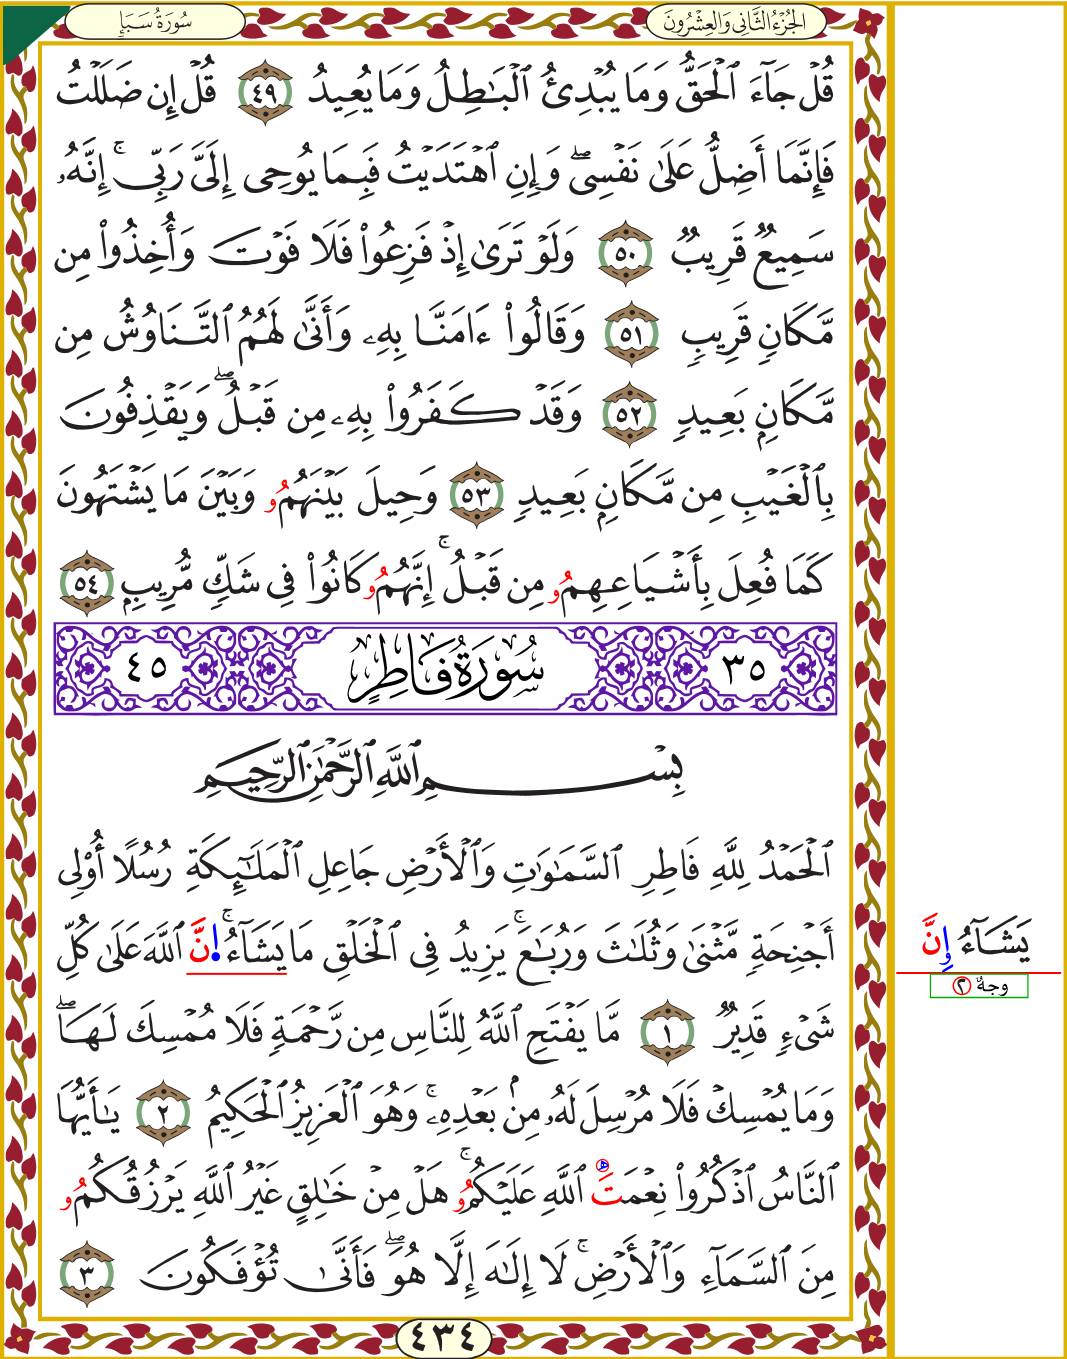 سُورَةُ سَبَإٍ
الجُزْءُ الثَّانِي وَالعِشْرُونَ
قُلْ جَآءَ ٱلْحَقُّ وَمَا يُبْدِئُ ٱلْبَٰطِلُ وَمَا يُعِيدُ ٤٩ قُلْ إِن ضَلَلْتُ
فَإِنَّمَآ أَضِلُّ عَلَىٰ نَفْسِىۖ وَإِنِ ٱهْتَدَيْتُ فَبِمَا يُوحِىٓ إِلَىَّ رَبِّىٓۚ إِنَّهُۥ
سَمِيعٌ قَرِيبٌ ٥٠ وَلَوْ تَرَىٰٓ إِذْ فَزِعُوا۟ فَلَا فَوْتَ وَأُخِذُوا۟ مِن
مَّكَانٍ قَرِيبٍ ٥١ وَقَالُوٓا۟ ءَامَنَّا بِهِۦ وَأَنَّىٰ لَهُمُ ٱلتَّنَاوُشُ مِن
مَّكَانٍۭ بَعِيدٍ ٥٢ وَقَدْ كَفَرُوا۟ بِهِۦ مِن قَبْلُۖ وَيَقْذِفُونَ
بِٱلْغَيْبِ مِن مَّكَانٍۭ بَعِيدٍ ٥٣ وَحِيلَ بَيْنَهُمُۥ وَبَيْنَ مَا يَشْتَهُونَ
كَمَا فُعِلَ بِأَشْيَاعِهِمُۥ مِن قَبْلُۚ إِنَّهُمُۥ كَانُوا۟ فِى شَكٍّ مُّرِيبٍۭ ٥٤
٣٥ سُورَةُ فَاطِرٍ ٤٥
بِسْمِ ٱللَّهِ ٱلرَّحْمَٰنِ ٱلرَّحِيمِ
ٱلْحَمْدُ لِلَّهِ فَاطِرِ ٱلسَّمَٰوَٰتِ وَٱلْأَرْضِ جَاعِلِ ٱلْمَلَٰٓئِكَةِ رُسُلًا أُو۟لِىٓ
أَجْنِحَةٍ مَّثْنَىٰ وَثُلَٰثَ وَرُبَٰعَۚ يَزِيدُ فِى ٱلْخَلْقِ مَا يَشَآءُۚ اِنَّ ٱللَّهَ عَلَىٰ كُلِّ
شَىْءٍ قَدِيرٌ ١ مَّا يَفْتَحِ ٱللَّهُ لِلنَّاسِ مِن رَّحْمَةٍ فَلَا مُمْسِكَ لَهَاۖ
وَمَا يُمْسِكْ فَلَا مُرْسِلَ لَهُۥ مِنۢ بَعْدِهِۦۚ وَهُوَ ٱلْعَزِيزُ ٱلْحَكِيمُ ٢ يَٰٓأَيُّهَا
ٱلنَّاسُ ٱذْكُرُوا۟ نِعْمَتَ ٱللَّهِ عَلَيْكُمُۥۚ هَلْ مِنْ خَٰلِقٍ غَيْرُ ٱللَّهِ يَرْزُقُكُمُۥ
مِنَ ٱلسَّمَآءِ وَٱلْأَرْضِۚ لَآ إِلَٰهَ إِلَّا هُوَۖ فَأَنَّىٰ تُؤْفَكُونَ ٣
٤٣٤
يَشَآءُ إِنَّ
وجهٌ ٢